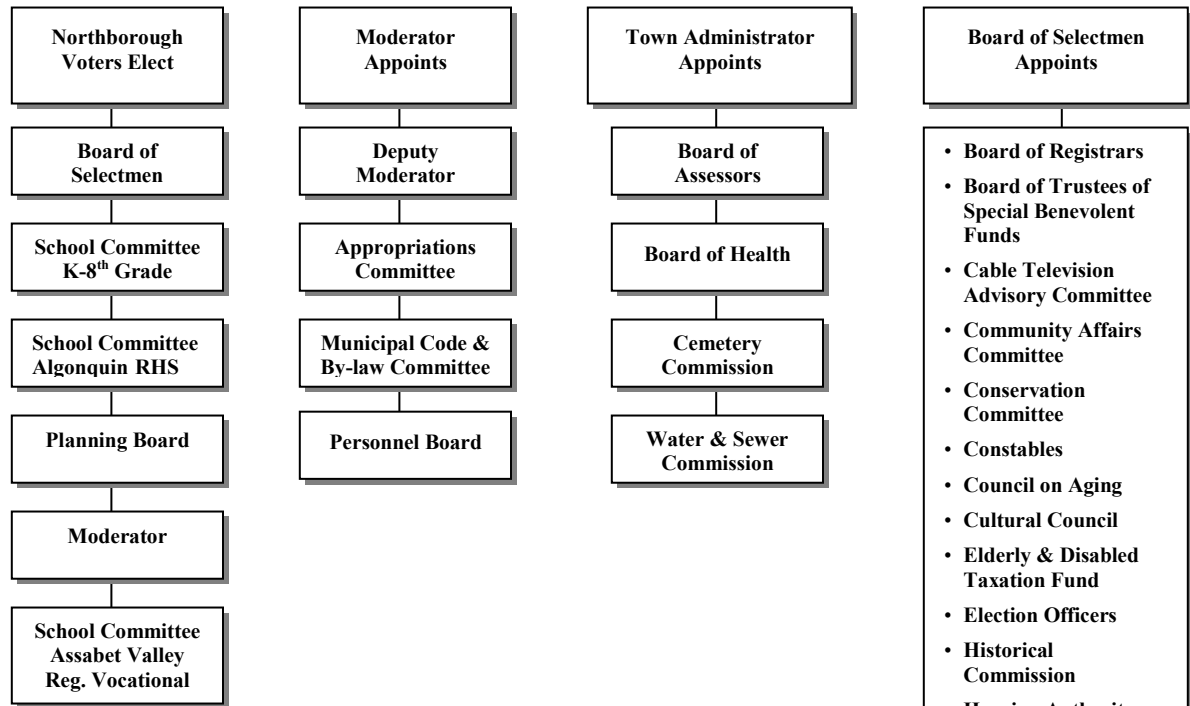 Northborough
Voters Elect
Board of
Selectmen
School Committee
K-8th Grade
School Committee
Algonquin RHS
Planning Board
Moderator
School Committee
Assabet Valley
Reg. Vocational
Moderator
Appoints
Deputy
Moderator
Appropriations
Committee
Municipal Code &
By-law Committee
Personnel Board
Town Administrator
Appoints
Board of
Assessors
Board of Health
Cemetery
Commission
Water & Sewer
Commission
Board of Selectmen
Appoints
• Board of Registrars
• Board of Trustees of
Special Benevolent
Funds
• Cable Television
Advisory Committee
• Community Affairs
Committee
• Conservation
Committee
• Constables
• Council on Aging
• Cultural Council
• Elderly & Disabled
Taxation Fund
• Election Officers
• Historical
Commission